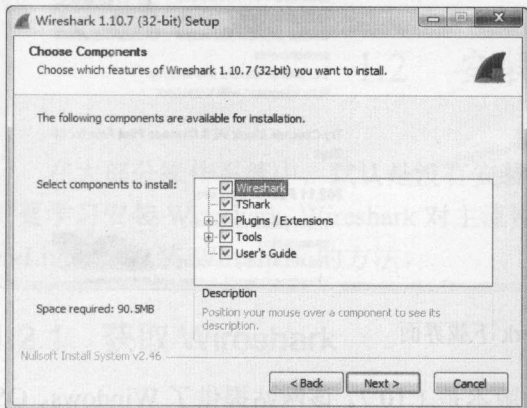 Wireshark 1.10.7 (32-bit) Setup
Choose Components
Choose which features of Wireshark 1.10.7 (32-bit) you want to install.
The following components are available for installation.
Select components to install:
Wireshark
TShark
Plugins / Extensions
Tools
User's Guide
Space required: 90.5MB
Description
Position your mouse over a component to see its
description.
Nullsoft Install System v2.46
< Back
Next >
Cancel